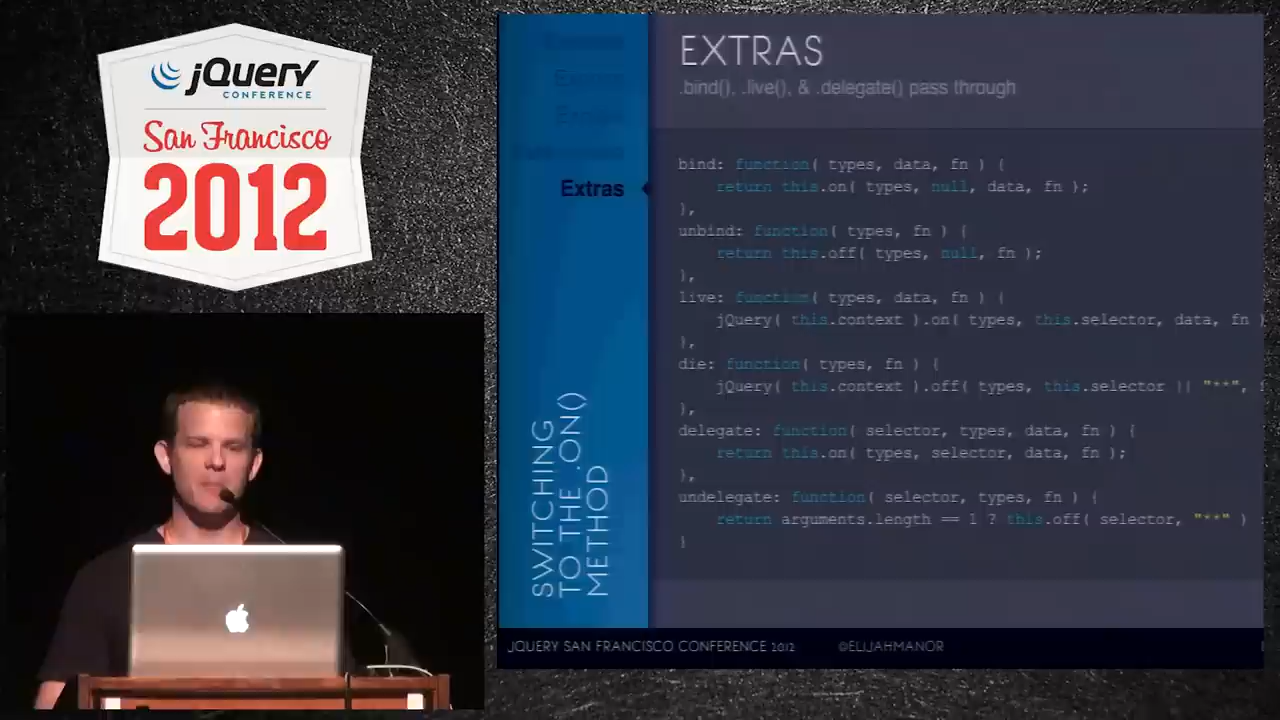 jQuery
CONFERENCE
San Francisco
2012
EXTRAS
.bind(), .live(), & .delegate() pass through
Extras
SWITCHING
TO THE .ON()
METHOD
bind: function( types, data, fn ) {
return this.on( types, null, data, fn );
},
unbind: function( types, fn ) {
return this.off( types, null, fn );
},
live: function( types, data, fn ) {
jQuery( this.context ).on( types, this.selector, data, fn )
},
die: function( types, fn ) {
jQuery( this.context ).off( types, this.selector || "**",
},
delegate: function( selector, types, data, fn ) {
return this.on( types, selector, data, fn );
},
undelegate: function( selector, types, fn ) {
return arguments.length == 1 ? this.off( selector, "**" )
}
JQUERY SAN FRANCISCO CONFERENCE 2012
@ELIJAHMANOR